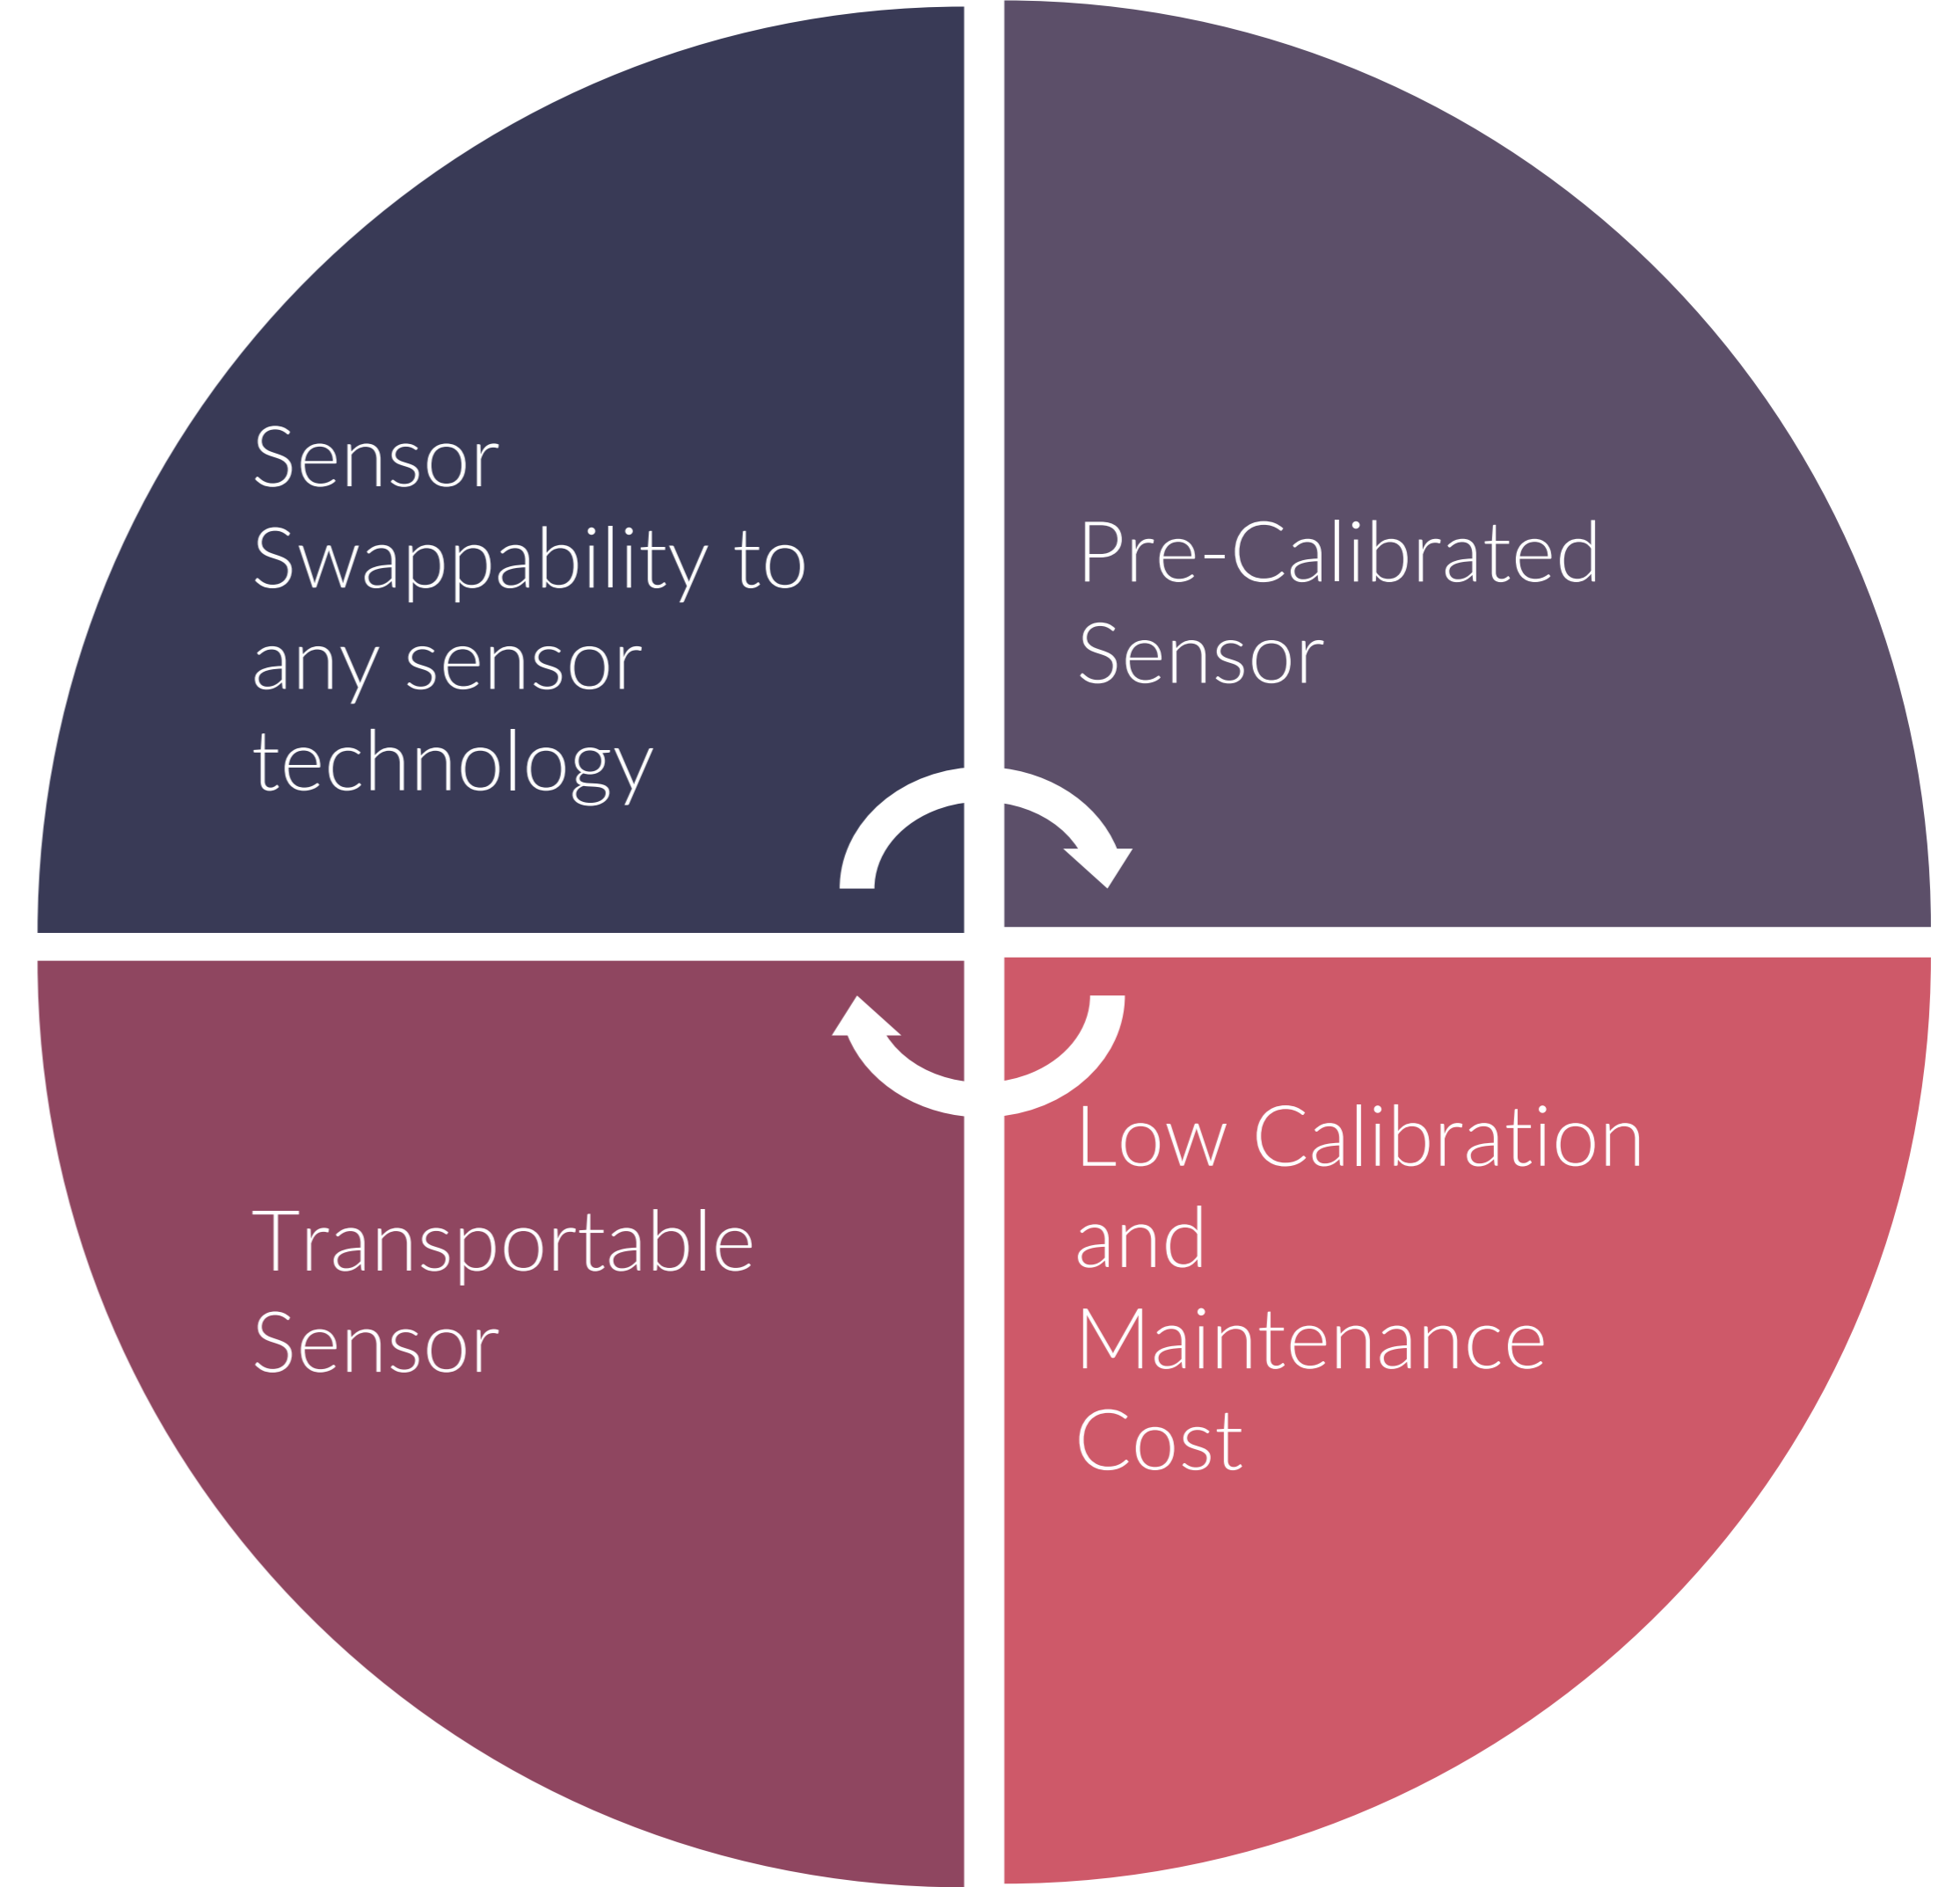 Sensor
Swappability to
any sensor
technology
Pre-Calibrated
Sensor
Transportable
Sensor
Low Calibration
and
Maintenance
Cost